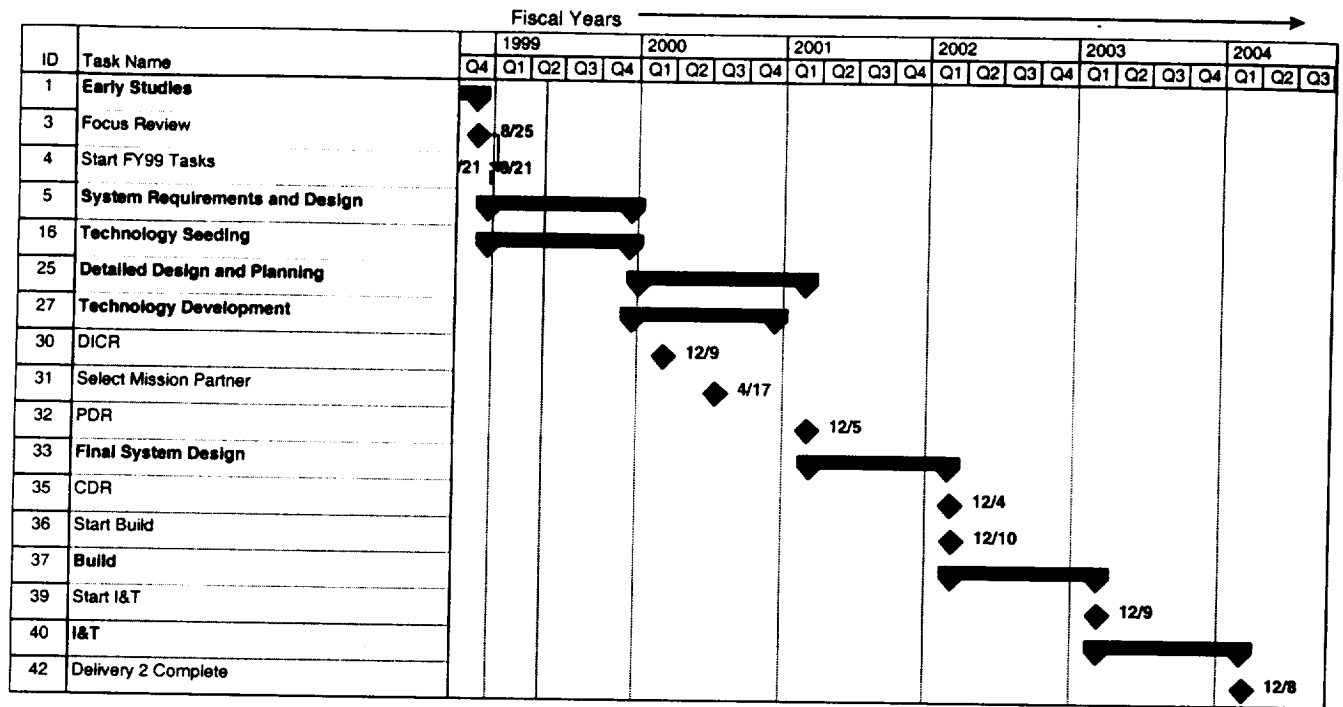 Fiscal Years
1999 2000 2001 2002 2003 2004
ID Task Name Q4 Q1 Q2 Q3 Q4 Q1 Q2 Q3 Q4 Q1 Q2 Q3 Q4 Q1 Q2 Q3 Q4 Q1 Q2 Q3 Q4 Q1 Q2 Q3
1 Early Studies
3 Focus Review 8/25
4 Start FY99 Tasks /21 /21
5 System Requirements and Design
16 Technology Seeding
25 Detailed Design and Planning
27 Technology Development
30 DICR 12/9
31 Select Mission Partner 4/17
32 PDR 12/5
33 Final System Design
35 CDR 12/4
36 Start Build 12/10
37 Build
39 Start I&T 12/9
40 I&T
42 Delivery 2 Complete 12/8